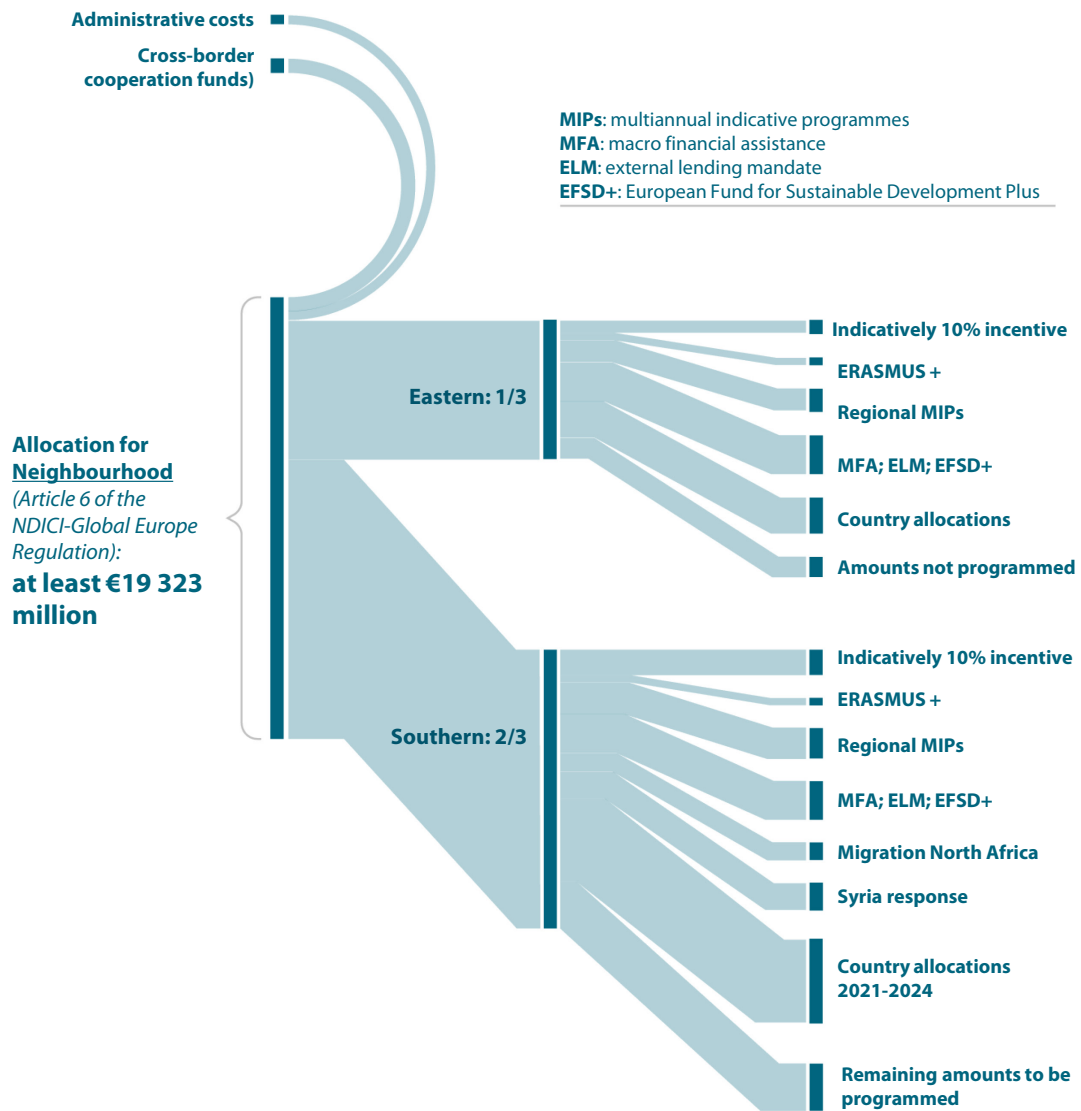 Administrative costs
Cross-border
cooperation funds)
MIPs: multiannual indicative programmes
MFA: macro financial assistance
ELM: external lending mandate
EFSD+: European Fund for Sustainable Development Plus
Allocation for
Neighbourhood
(Article 6 of the
NDICI-Global Europe
Regulation):
at least €19 323
million
Eastern: 1/3
Indicatively 10% incentive
ERASMUS +
Regional MIPs
MFA; ELM; EFSD+
Country allocations
Amounts not programmed
Southern: 2/3
Indicatively 10% incentive
ERASMUS +
Regional MIPs
MFA; ELM; EFSD+
Migration North Africa
Syria response
Country allocations
2021-2024
Remaining amounts to be
programmed